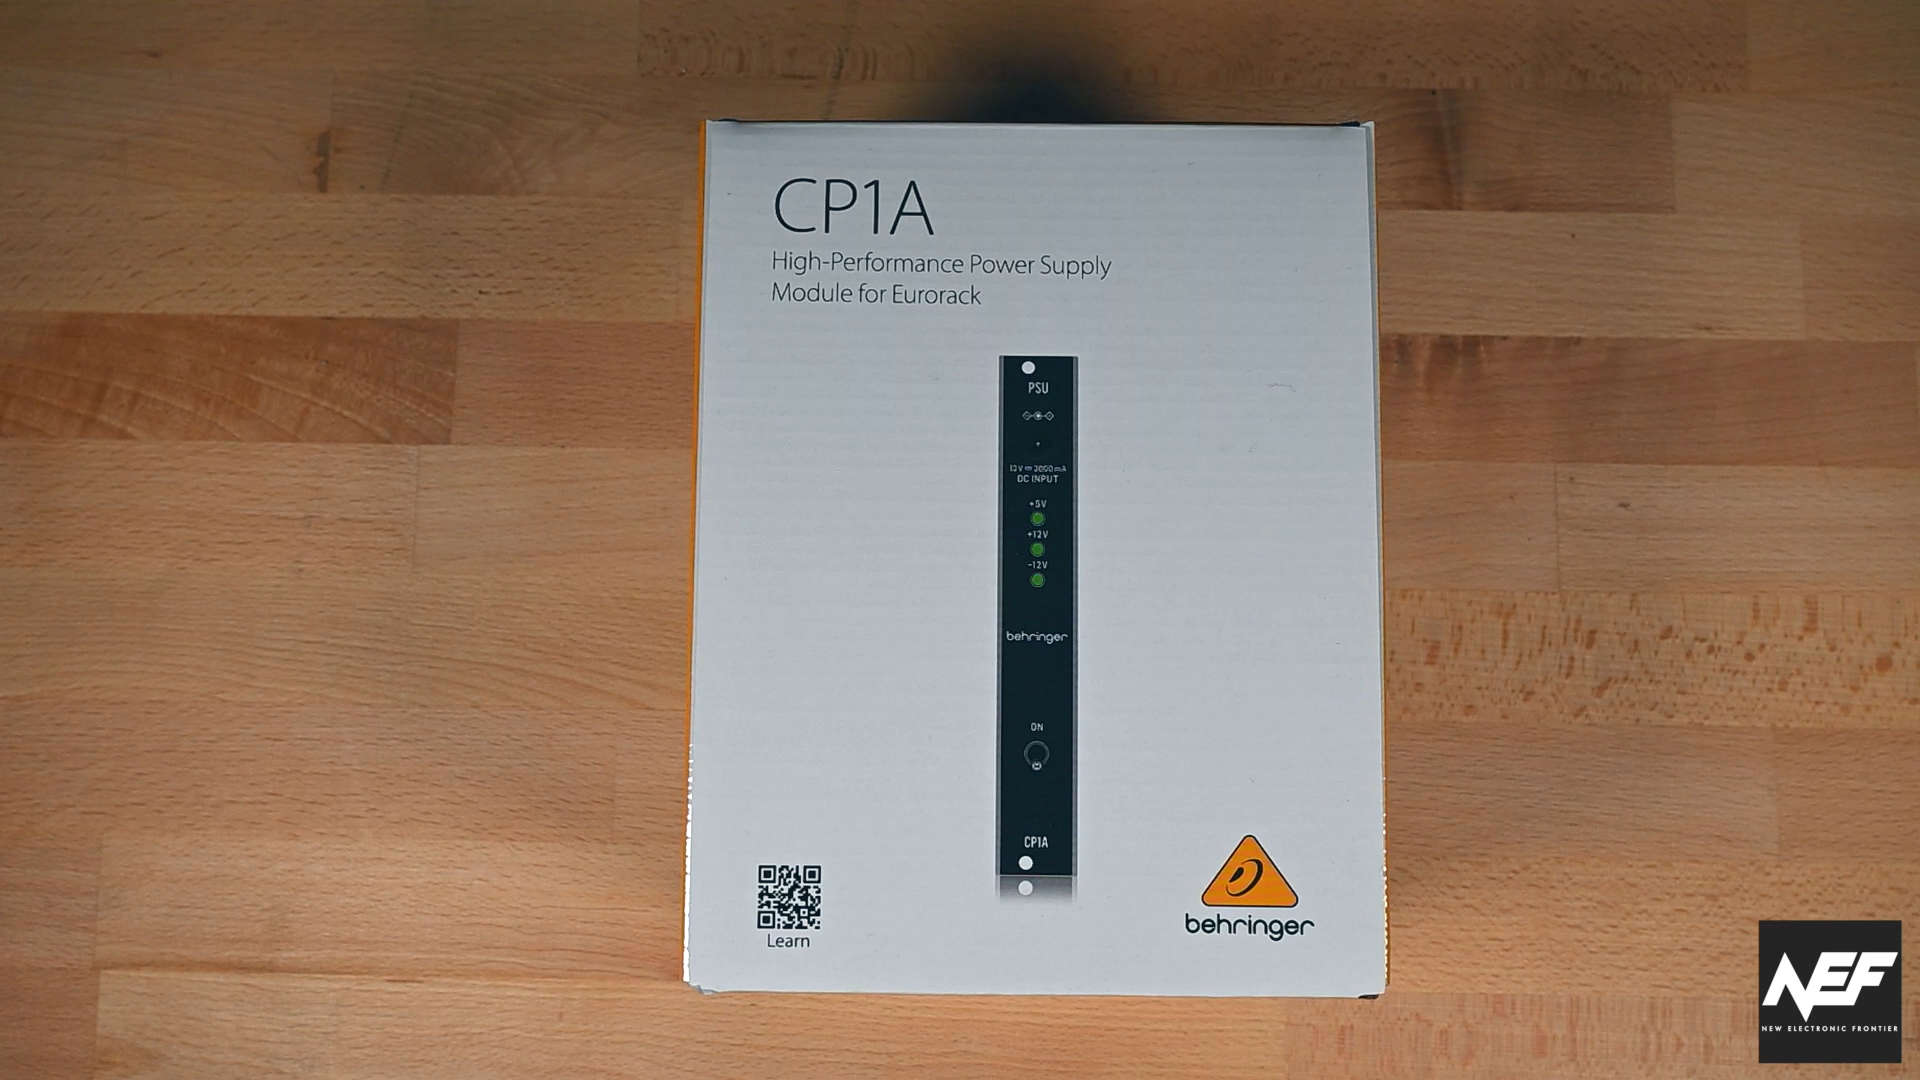 CP1A
High-Performance Power Supply
Module for Eurorack
PSU
13V ⎓ 3000mA
DC INPUT
+5V
+12V
-12V
behringer
ON
CP1A
Learn
behringer
NEF
NEW ELECTRONIC FRONTIER